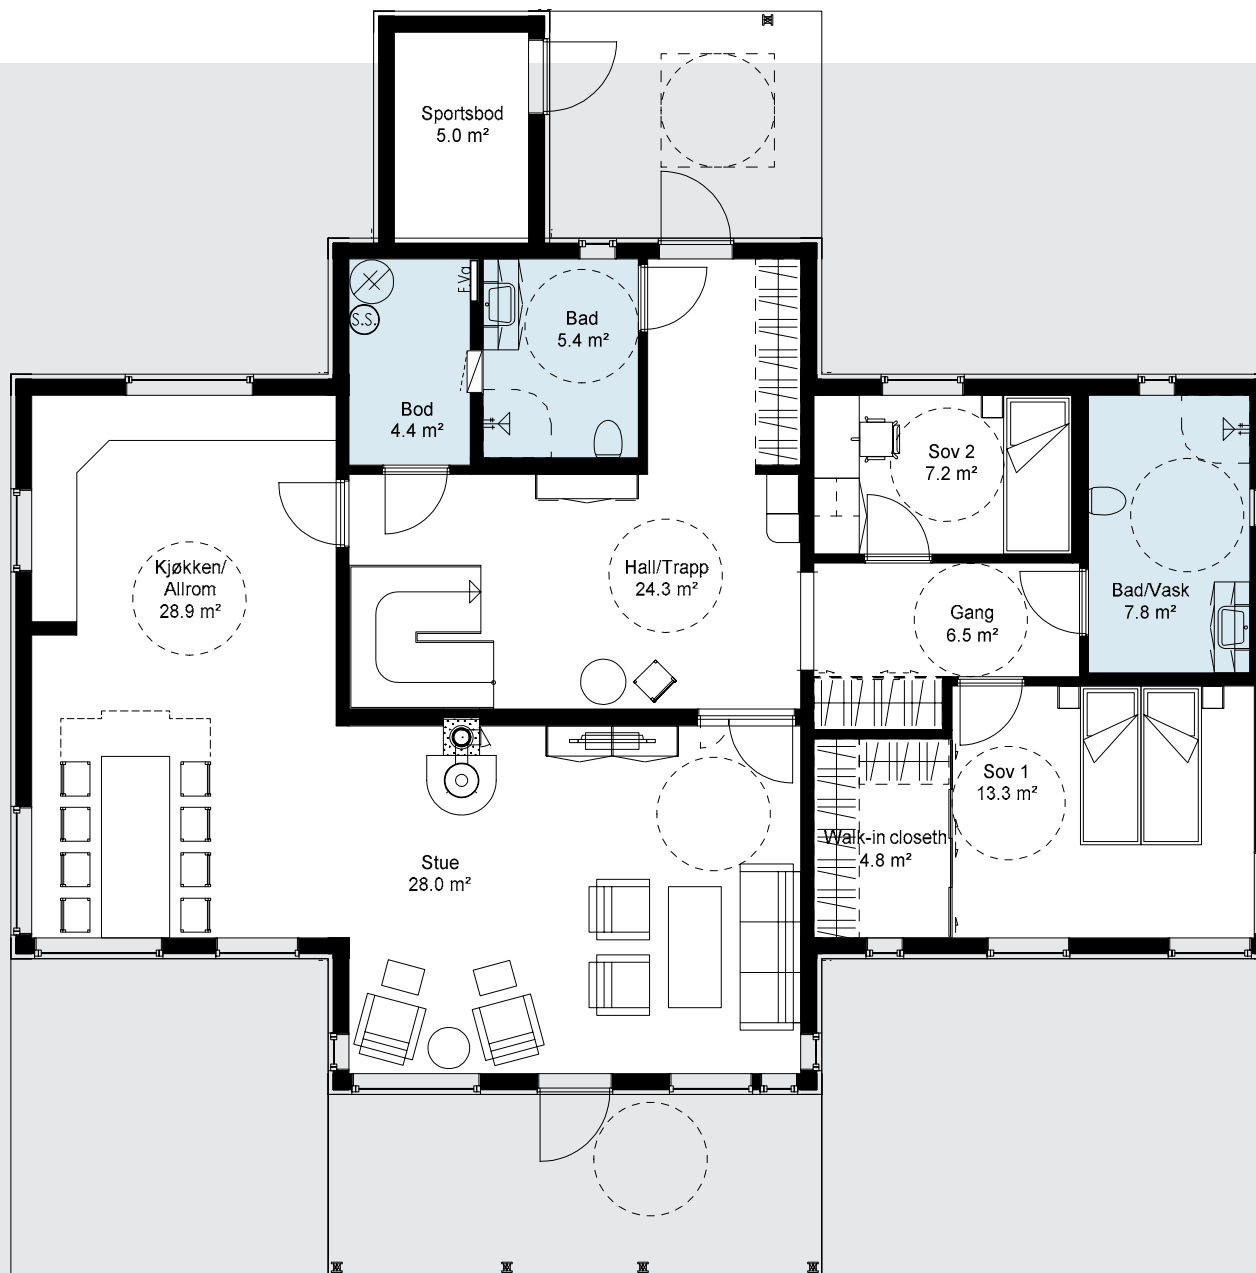 Sportsbod
5.0 m²
F.V.g
S.S.
Bad
5.4 m²
Bod
4.4 m²
Sov 2
7.2 m²
Kjøkken/
Allrom
28.9 m²
Hall/Trapp
24.3 m²
Gang
6.5 m²
Bad/Vask
7.8 m²
Sov 1
13.3 m²
Walk-in closeth
4.8 m²
Stue
28.0 m²